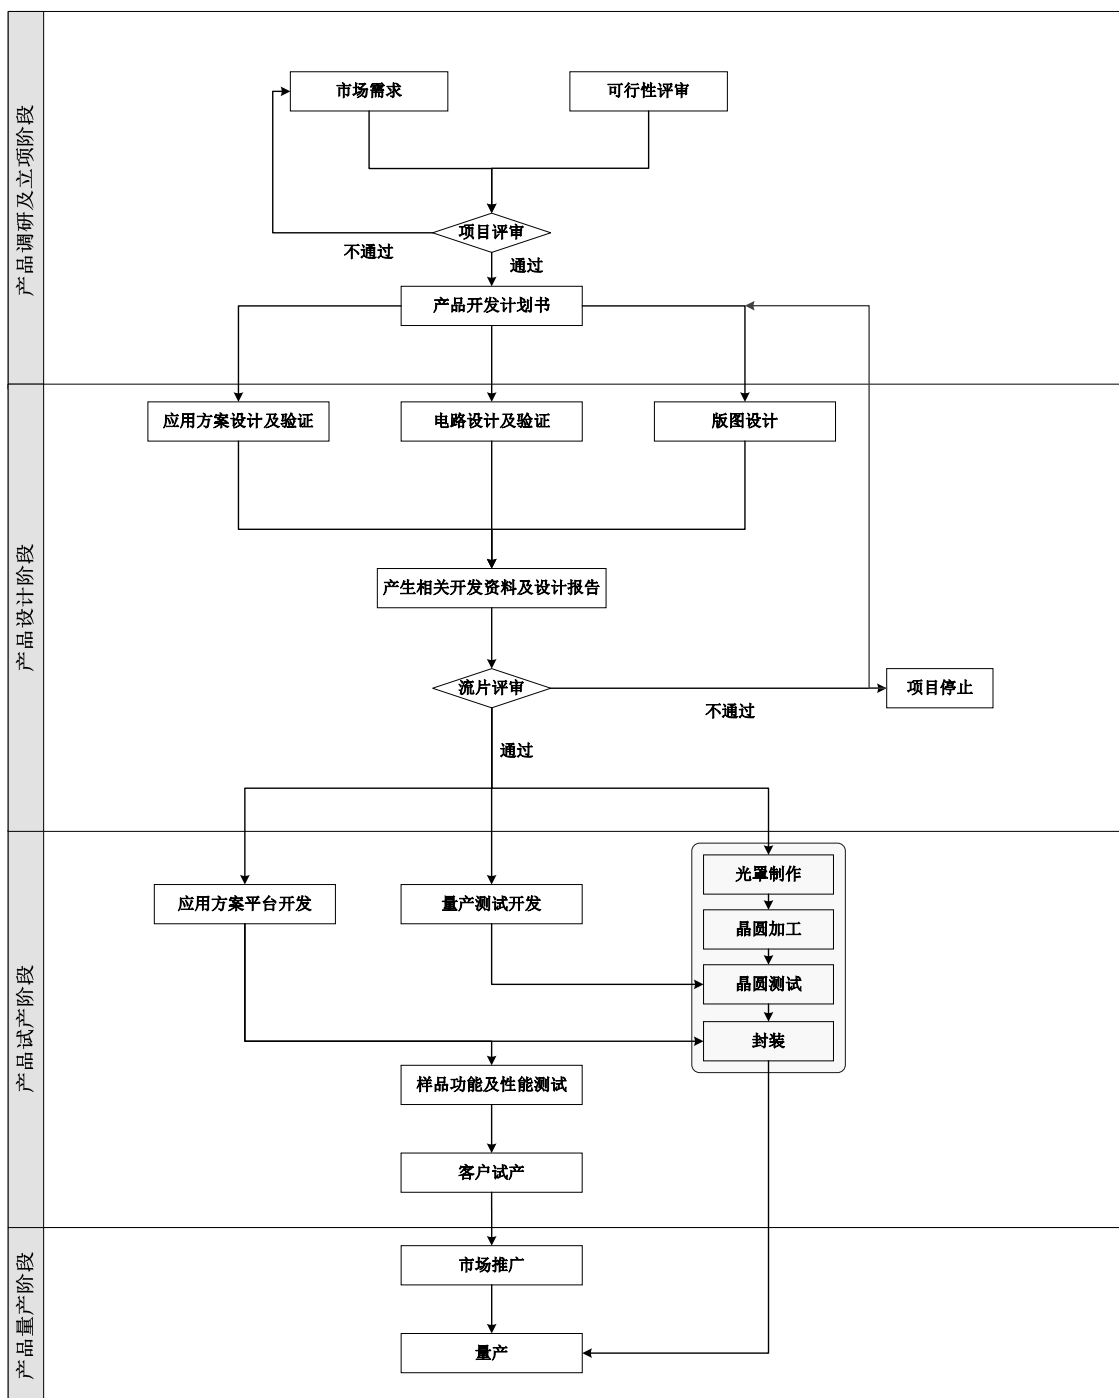 产品调研及立项阶段
市场需求
可行性评审
项目评审
不通过
通过
产品开发计划书
产品设计阶段
应用方案设计及验证
电路设计及验证
版图设计
产生相关开发资料及设计报告
流片评审
项目停止
不通过
通过
产品试产阶段
光罩制作
应用方案平台开发
量产测试开发
晶圆加工
晶圆测试
封装
样品功能及性能测试
客户试产
产品量产阶段
市场推广
量产